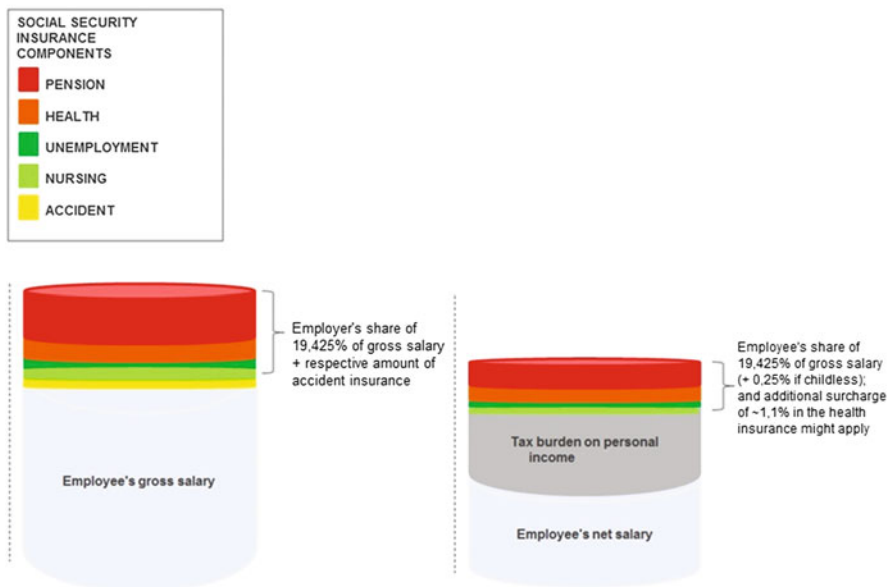 SOCIAL SECURITY
INSURANCE
COMPONENTS
PENSION
HEALTH
UNEMPLOYMENT
NURSING
ACCIDENT
Employer's share of
19,425% of gross salary
+ respective amount of
accident insurance
Employee's gross salary
Employee's share of
19,425% of gross salary
(+ 0,25% if childless);
and additional surcharge
of ~1,1% in the health
insurance might apply
Tax burden on personal
income
Employee's net salary